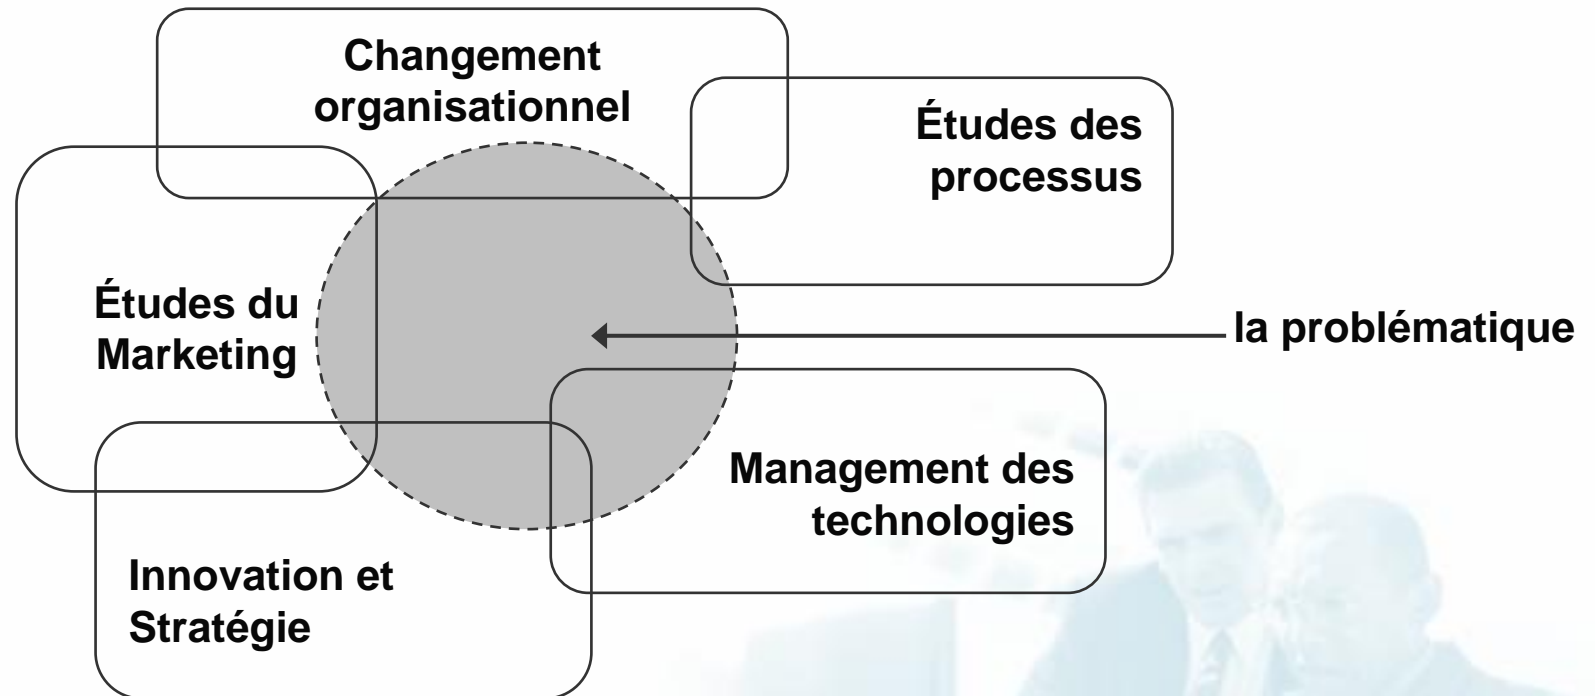 Changement
organisationnel
Études des
processus
Études du
Marketing
la problématique
Management des
technologies
Innovation et
Stratégie